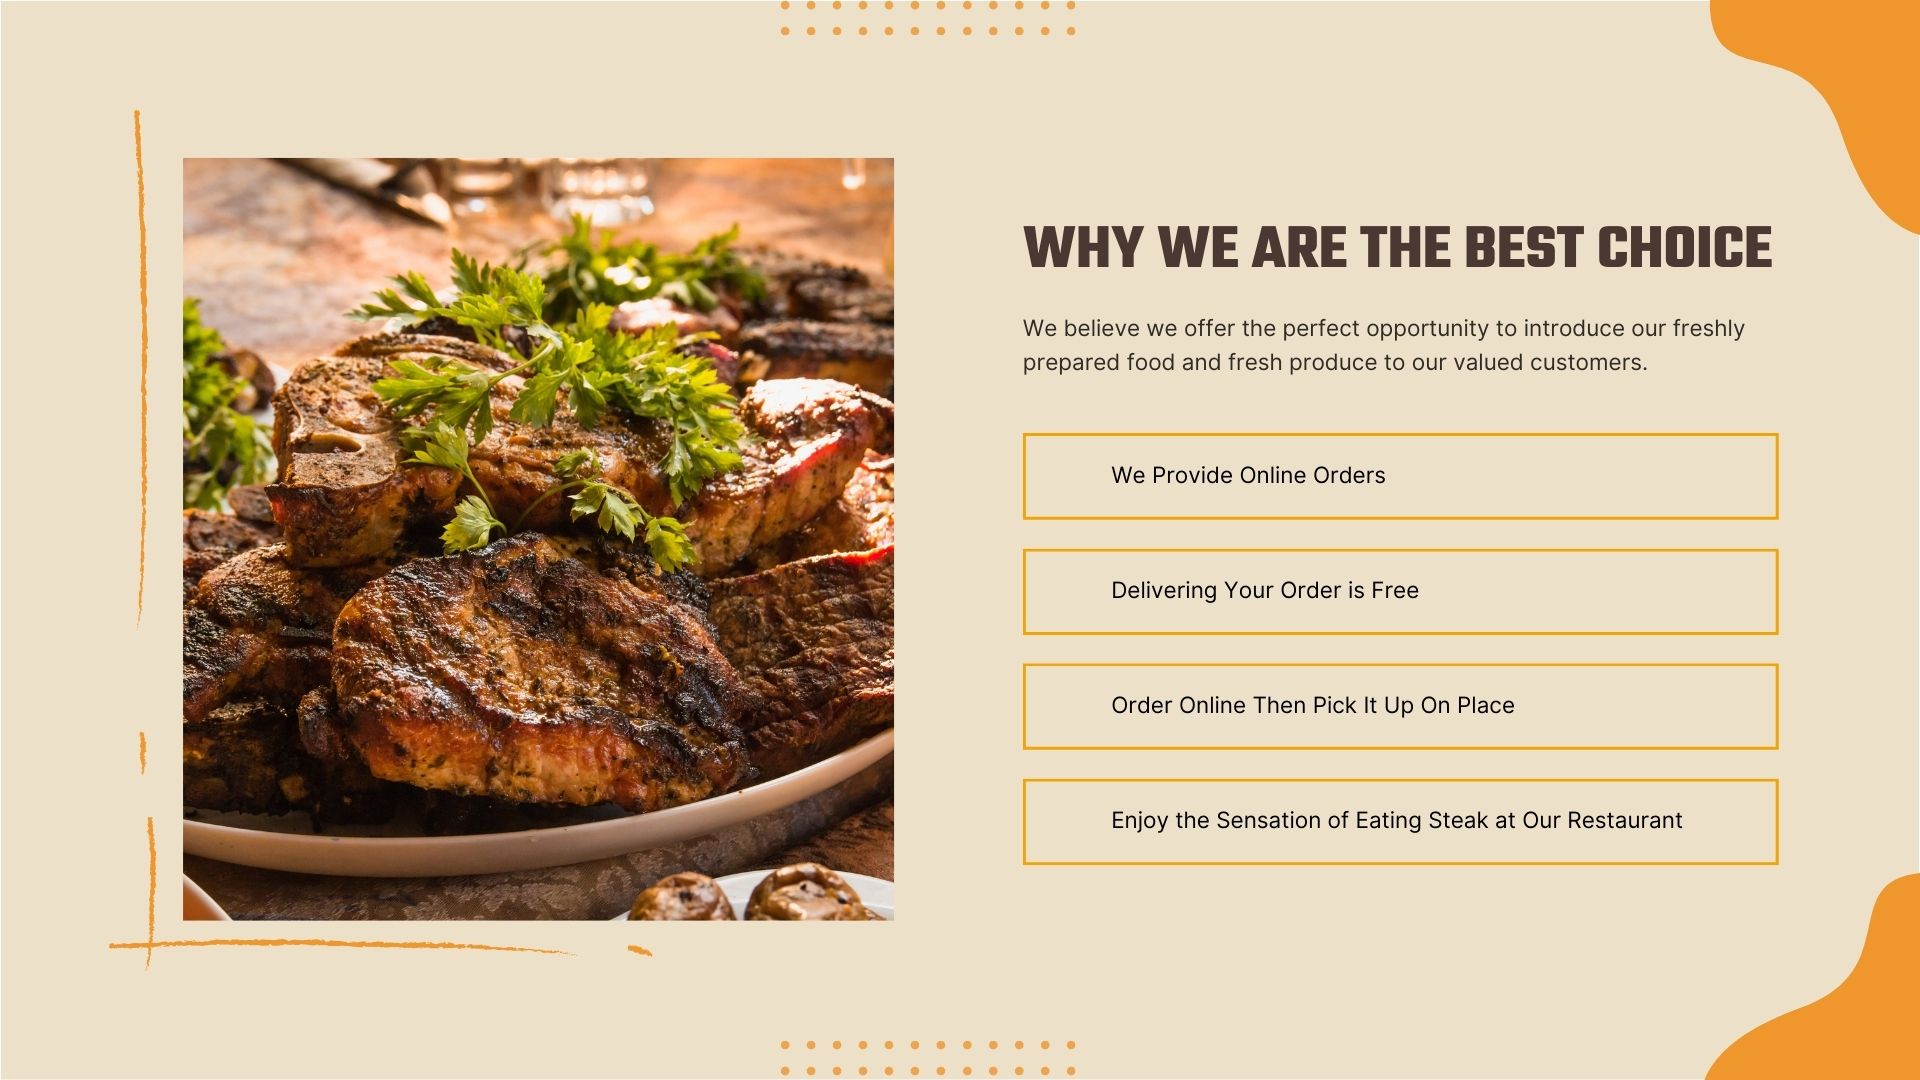 WHY WE ARE THE BEST CHOICE
We believe we offer the perfect opportunity to introduce our freshly
prepared food and fresh produce to our valued customers.
We Provide Online Orders
Delivering Your Order is Free
Order Online Then Pick It Up On Place
Enjoy the Sensation of Eating Steak at Our Restaurant